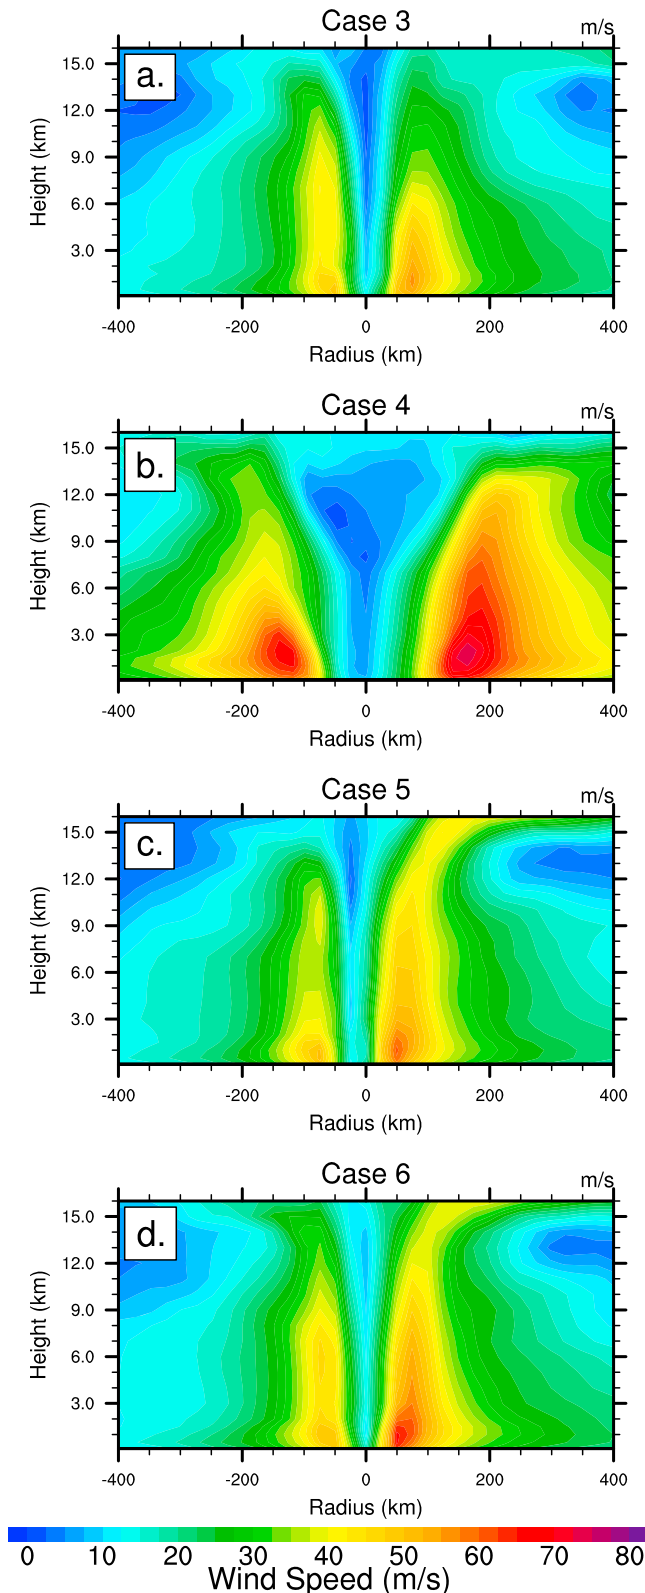 Case 3
m/s
a.
15.0
12.0
9.0
6.0
3.0
Height (km)
-400 -200 0 200 400
Radius (km)
Case 4
m/s
b.
15.0
12.0
9.0
6.0
3.0
Height (km)
-400 -200 0 200 400
Radius (km)
Case 5
m/s
c.
15.0
12.0
9.0
6.0
3.0
Height (km)
-400 -200 0 200 400
Radius (km)
Case 6
m/s
d.
15.0
12.0
9.0
6.0
3.0
Height (km)
-400 -200 0 200 400
Radius (km)
0 10 20 30 40 50 60 70 80
Wind Speed (m/s)